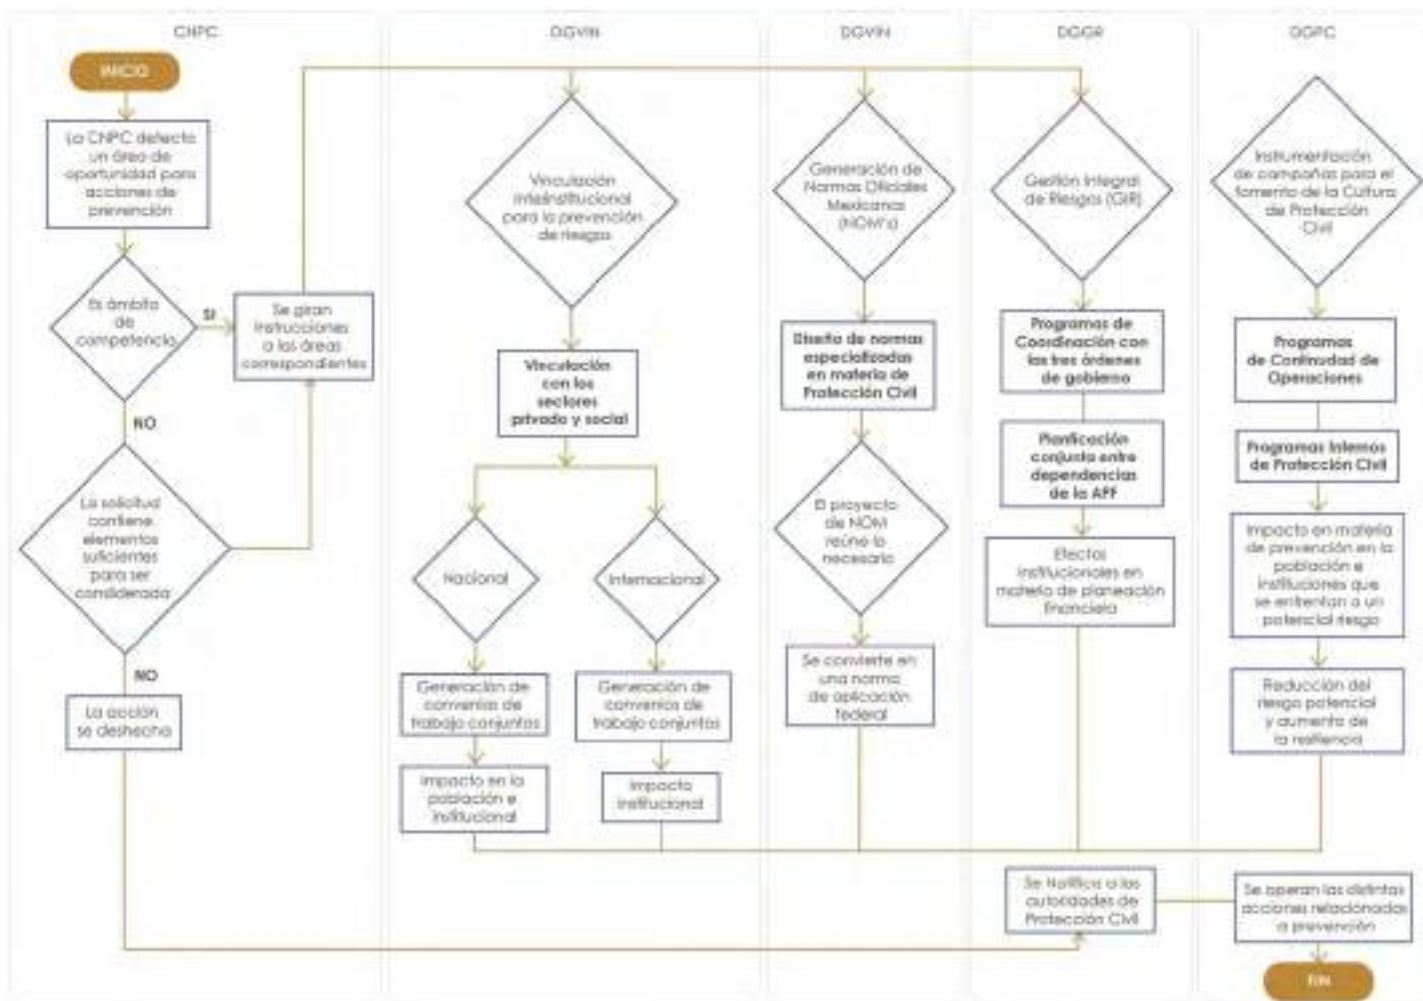 CNPC
INICIO
La CNPC detecta
un área de
oportunidad para
acciones de
prevención
Es ámbito
de
competencia
SI
Se giran
instrucciones
a las áreas
correspondientes
NO
La solicitud
contiene
elementos
suficientes
para ser
considerada
NO
La acción
se deshecha
DGVIN
Vinculación
interinstitucional
para la prevención
de riesgos
Vinculación
con los
sectores
privado y social
Nacional
Internacional
Generación de
convenios de
trabajo conjuntos
Generación de
convenios de
trabajo conjuntos
Impacto en la
población e
institucional
Impacto
institucional
DGVIN
Generación de
Normas Oficiales
Mexicanas
(NOM's)
Diseño de normas
especializadas
en materia de
Protección Civil
El proyecto
de NOM
reúne lo
necesario
Se convierte en
una norma
de aplicación
federal
DGGR
Gestión Integral
de Riesgos (GIR)
Programas de
Coordinación con
las tres órdenes
de gobierno
Planificación
conjunta entre
dependencias
de la APF
Efectos
institucionales en
materia de planeación
financiera
Se Notifica a las
autoridades de
Protección Civil
DGPC
Instrumentación
de campañas para el
fomento de la Cultura
de Protección
Civil
Programas
de Continuidad de
Operaciones
Programas Internos
de Protección Civil
Impacto en materia
de prevención en la
población e
instituciones que
se enfrentan a un
potencial riesgo
Reducción del
riesgo potencial
y aumento de
la resiliencia
Se operan las distintas
acciones relacionadas
a prevención
FIN